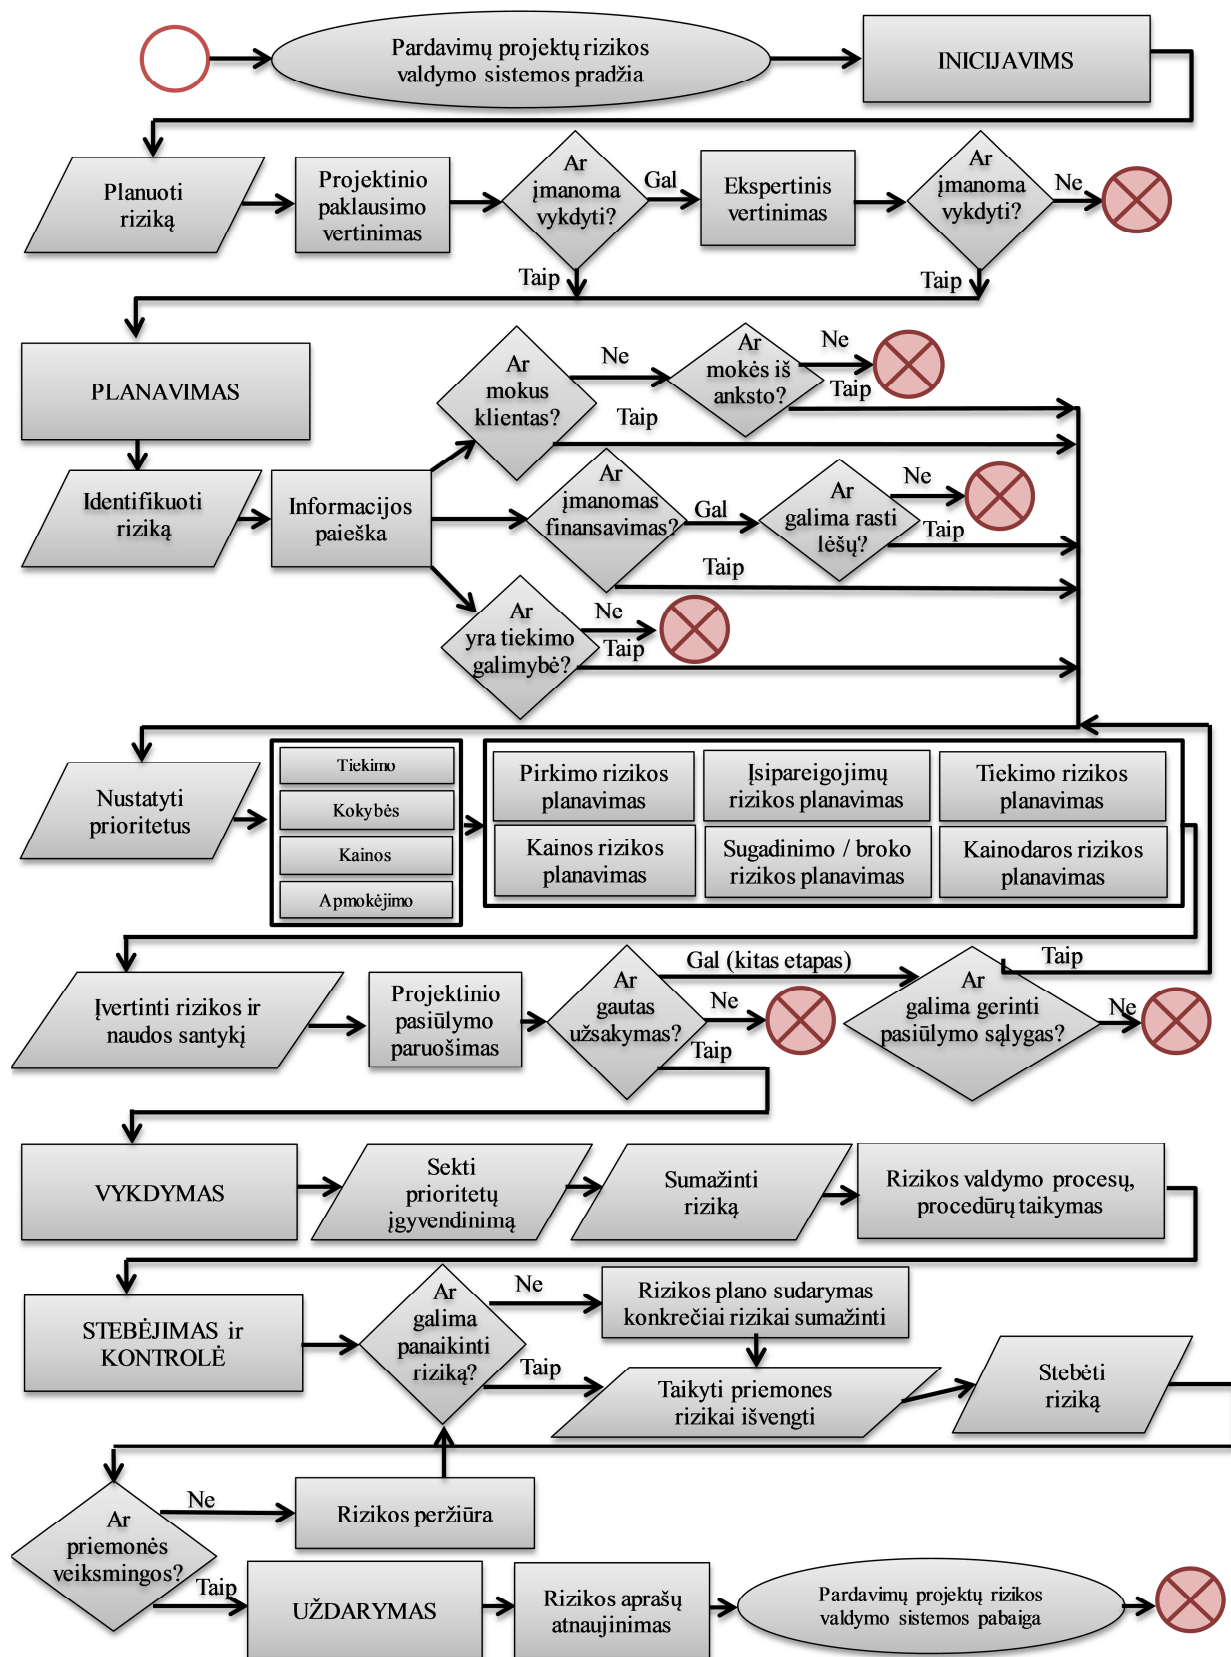 Pardavimų projektų rizikos
valdymo sistemos pradžia
INICIJAVIMS
Planuoti
riziką
Projektinio
paklausimo
vertinimas
Ar
įmanoma
vykdyti?
Gal
Ekspertinis
vertinimas
Ar
įmanoma
vykdyti?
Ne
Taip
Taip
PLANAVIMAS
Ar
mokus
klientas?
Ne
Ar
mokės iš
anksto?
Ne
Taip
Taip
Identifikuoti
riziką
Informacijos
paieška
Ar
įmanomas
finansavimas?
Gal
Ar
galima rasti
lėšų?
Ne
Taip
Taip
Ar
yra tiekimo
galimybė?
Ne
Taip
Nustatyti
prioritetus
Tiekimo
Kokybės
Kainos
Apmokėjimo
Pirkimo rizikos
planavimas
Įsipareigojimų
rizikos planavimas
Tiekimo rizikos
planavimas
Kainos rizikos
planavimas
Sugadinimo / broko
rizikos planavimas
Kainodaros rizikos
planavimas
Įvertinti rizikos ir
naudos santykį
Projektinio
pasiūlymo
paruošimas
Ar
gautas
užsakymas?
Gal (kitas etapas)
Ne
Taip
Ar
galima gerinti
pasiūlymo sąlygas?
Taip
Ne
VYKDYMAS
Sekti
prioritetų
įgyvendinimą
Sumažinti
riziką
Rizikos valdymo procesų,
procedūrų taikymas
STEBĖJIMAS ir
KONTROLĖ
Ar
galima
panaikinti
riziką?
Ne
Taip
Rizikos plano sudarymas
konkrečiai rizikai sumažinti
Taikyti priemones
rizikai išvengti
Stebėti
riziką
Ar
priemonės
veiksmingos?
Ne
Rizikos peržiūra
Taip
UŽDARYMAS
Rizikos aprašų
atnaujinimas
Pardavimų projektų rizikos
valdymo sistemos pabaiga